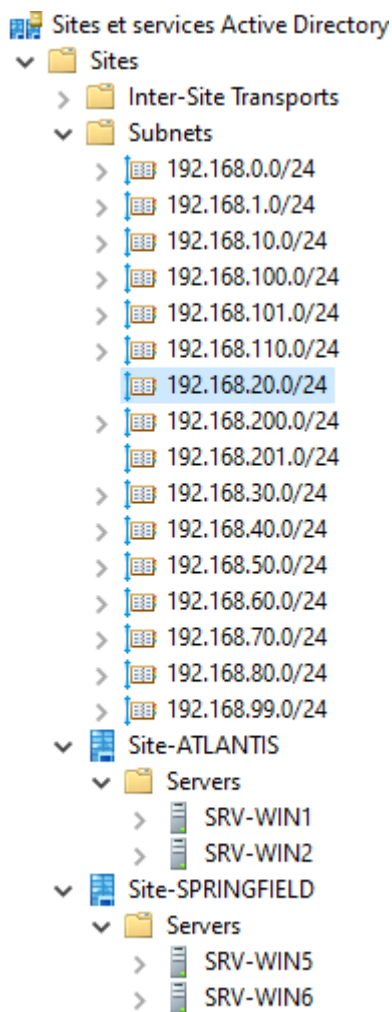 Sites et services Active Directory
Sites
Inter-Site Transports
Subnets
192.168.0.0/24
192.168.1.0/24
192.168.10.0/24
192.168.100.0/24
192.168.101.0/24
192.168.110.0/24
192.168.20.0/24
192.168.200.0/24
192.168.201.0/24
192.168.30.0/24
192.168.40.0/24
192.168.50.0/24
192.168.60.0/24
192.168.70.0/24
192.168.80.0/24
192.168.99.0/24
Site-ATLANTIS
Servers
SRV-WIN1
SRV-WIN2
Site-SPRINGFIELD
Servers
SRV-WIN5
SRV-WIN6